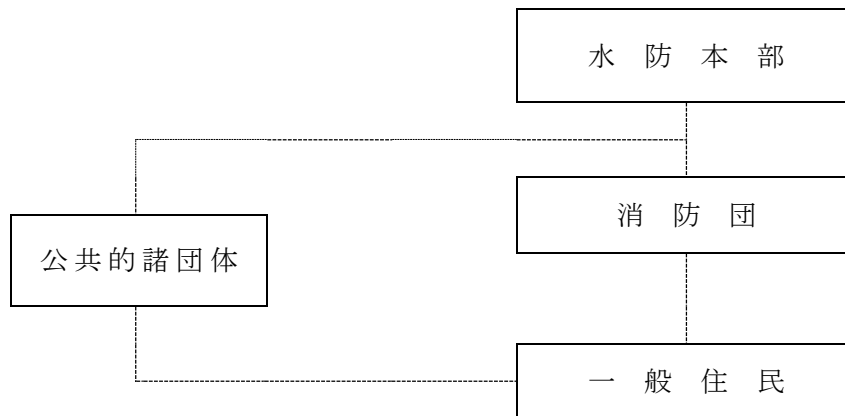 水防本部
消防団
公共的諸団体
一般住民